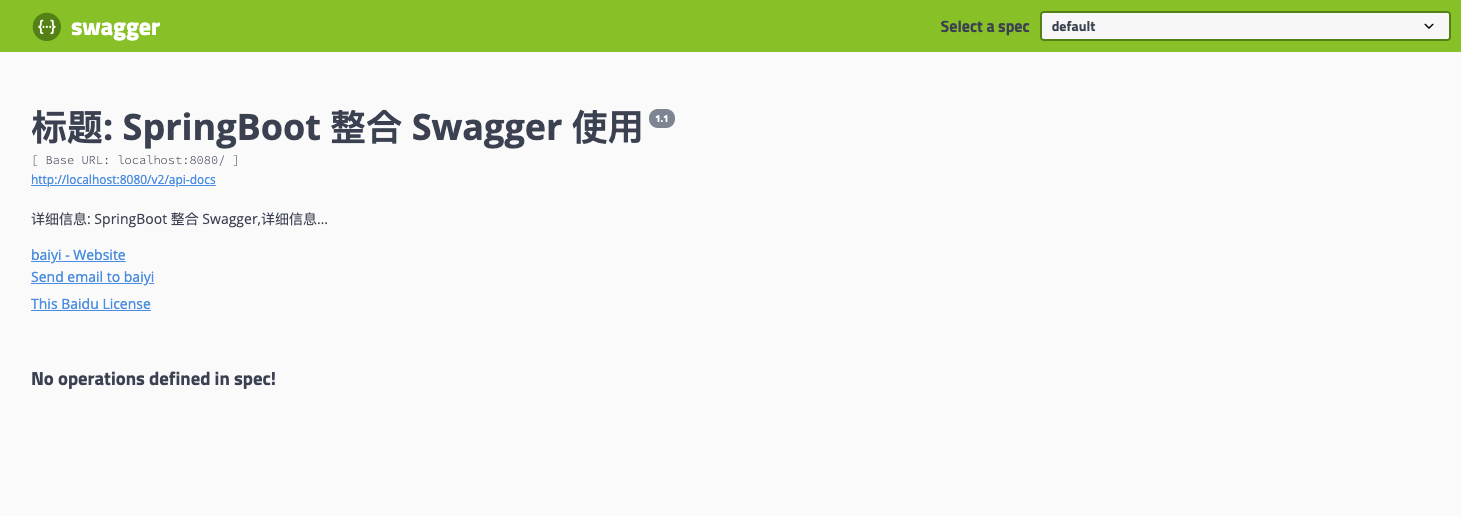 {···} swagger
Select a spec default
标题: SpringBoot 整合 Swagger 使用 1.1
[ Base URL: localhost:8080/ ]
http://localhost:8080/v2/api-docs
详细信息: SpringBoot 整合 Swagger,详细信息...
baiyi - Website
Send email to baiyi
This Baidu License
No operations defined in spec!